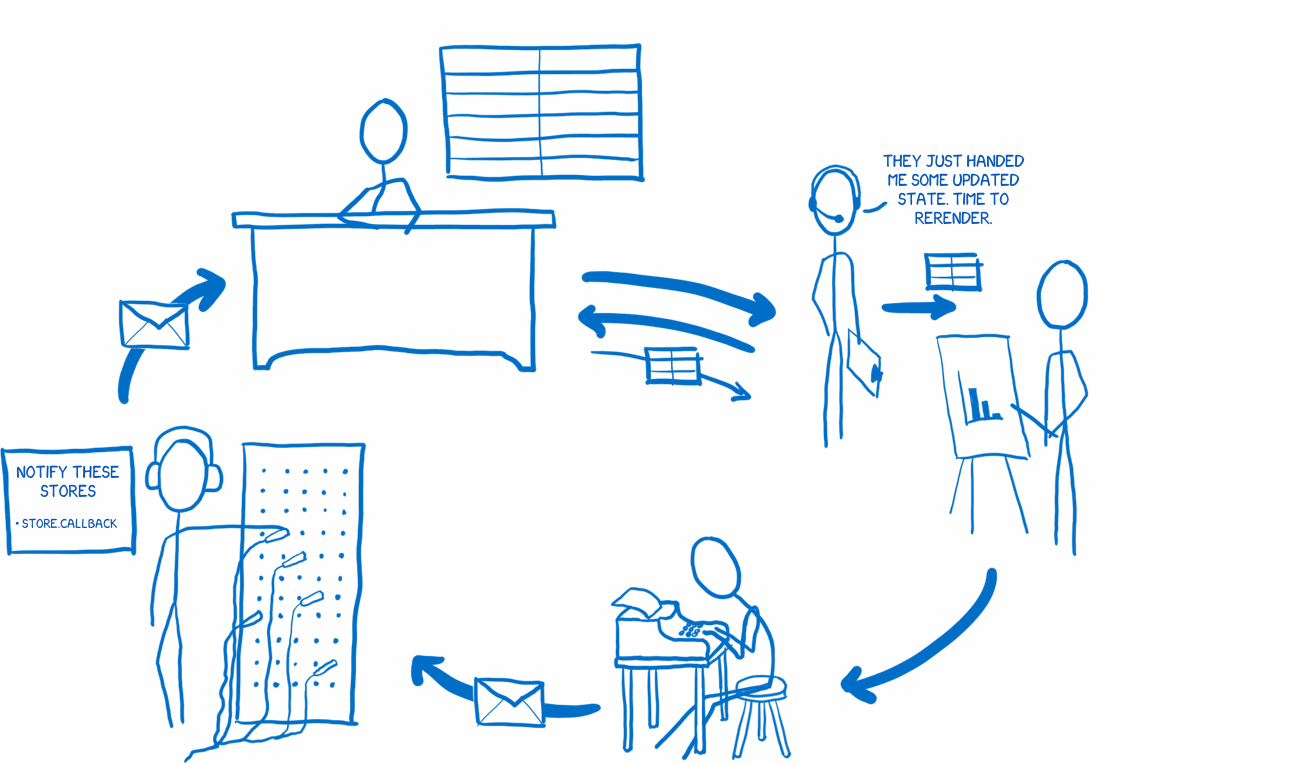 THEY JUST HANDED
ME SOME UPDATED
STATE. TIME TO
RERENDER.
NOTIFY THESE
STORES
• STORE.CALLBACK